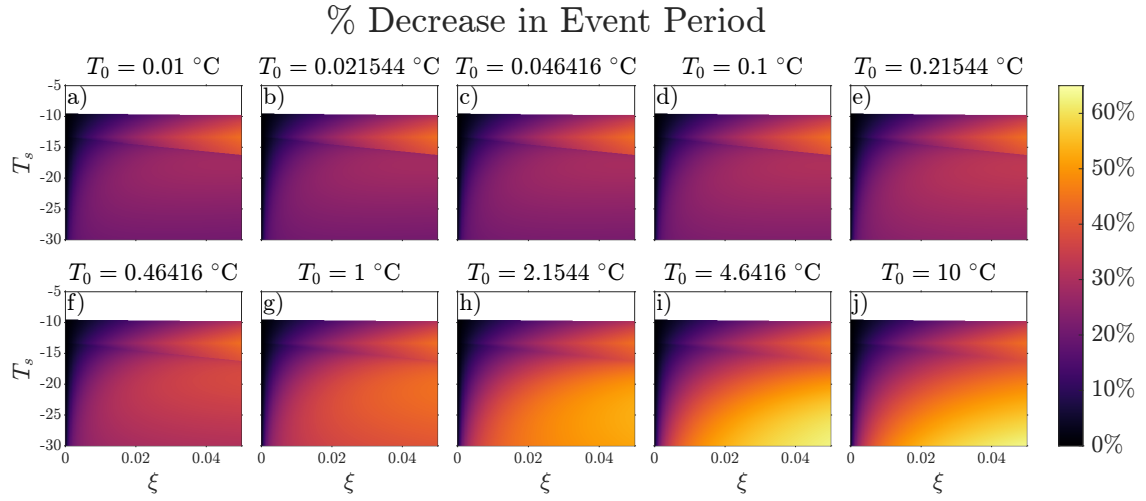 % Decrease in Event Period
T₀ = 0.01 °C T₀ = 0.021544 °C T₀ = 0.046416 °C T₀ = 0.1 °C T₀ = 0.21544 °C
-5
a) b) c) d) e)
60%
-10
50%
-15
Tₛ
-20
40%
-25
-30
30%
T₀ = 0.46416 °C T₀ = 1 °C T₀ = 2.1544 °C T₀ = 4.6416 °C T₀ = 10 °C
-5
f) g) h) i) j)
-10
20%
-15
Tₛ
-20
10%
-25
-30
0%
0 0.02 0.04 0 0.02 0.04 0 0.02 0.04 0 0.02 0.04 0 0.02 0.04
ξ ξ ξ ξ ξ